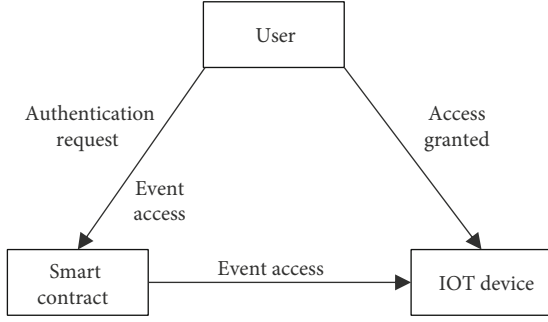 User
Authentication
request
Access
granted
Event
access
Smart
contract
Event access
IOT device